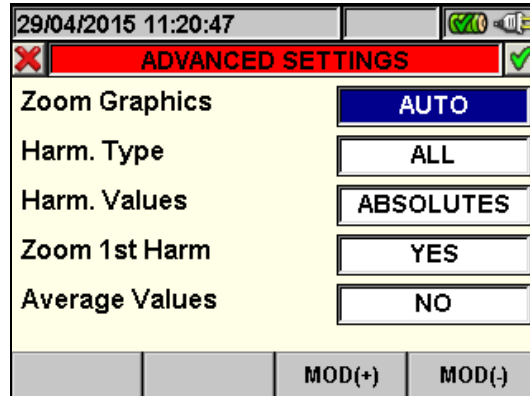 29/04/2015 11:20:47
ADVANCED SETTINGS
Zoom Graphics AUTO
Harm. Type ALL
Harm. Values ABSOLUTES
Zoom 1st Harm YES
Average Values NO
MOD(+) MOD(-)